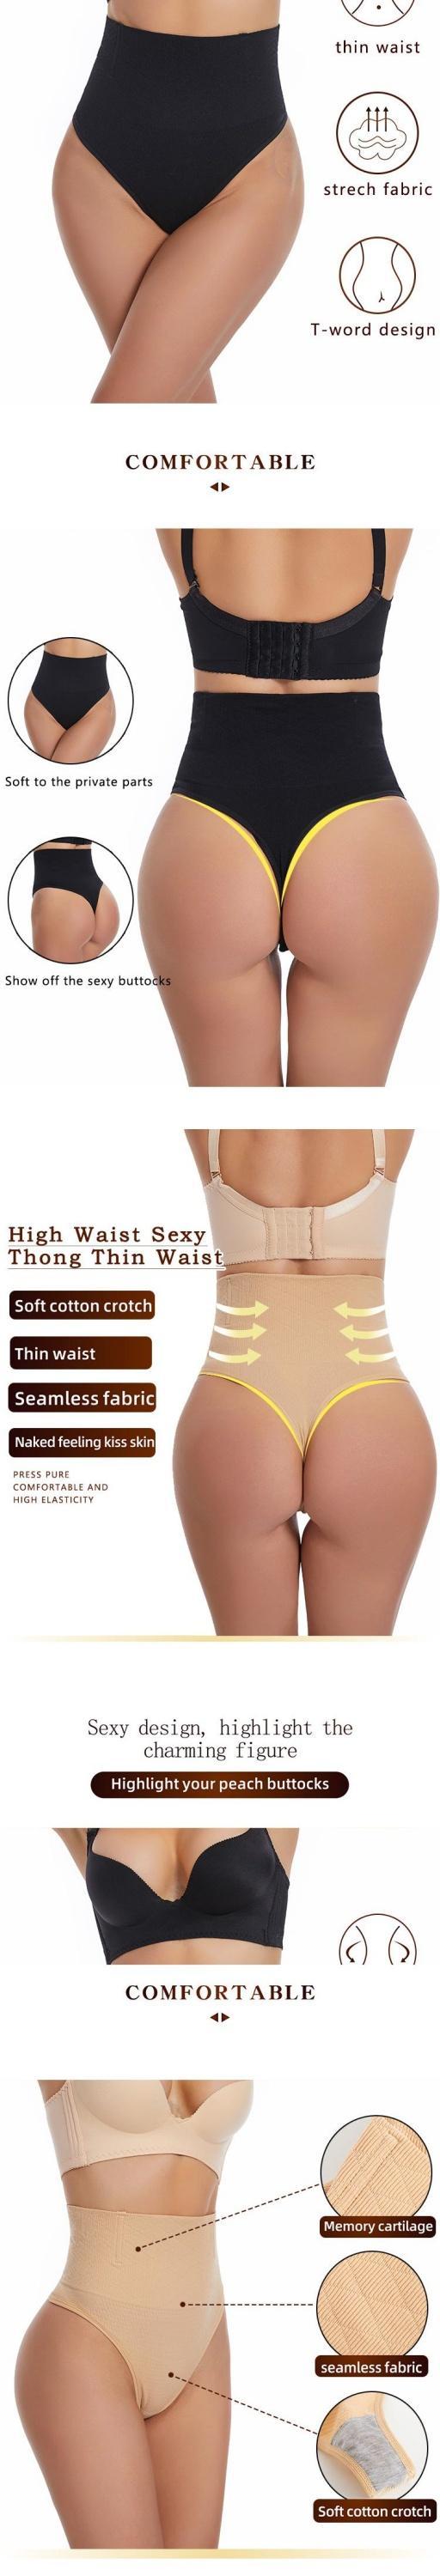 thin waist
strech fabric
T-word design
COMFORTABLE
Soft to the private parts
Show off the sexy buttocks
High Waist Sexy
Thong Thin Waist
Soft cotton crotch
Thin waist
Seamless fabric
Naked feeling kiss skin
PRESS PURE
COMFORTABLE AND
HIGH ELASTICITY
Sexy design, highlight the
charming figure
Highlight your peach buttocks
COMFORTABLE
Memory cartilage
seamless fabric
Soft cotton crotch